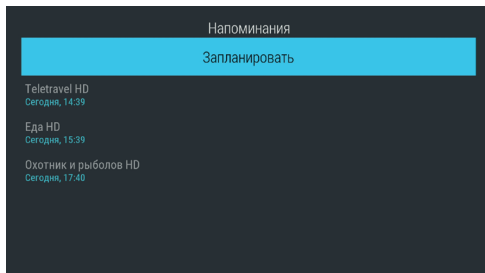 Напоминания
Запланировать
Teletravel HD
Сегодня, 14:39
Еда HD
Сегодня, 15:39
Охотник и рыболов HD
Сегодня, 17:40